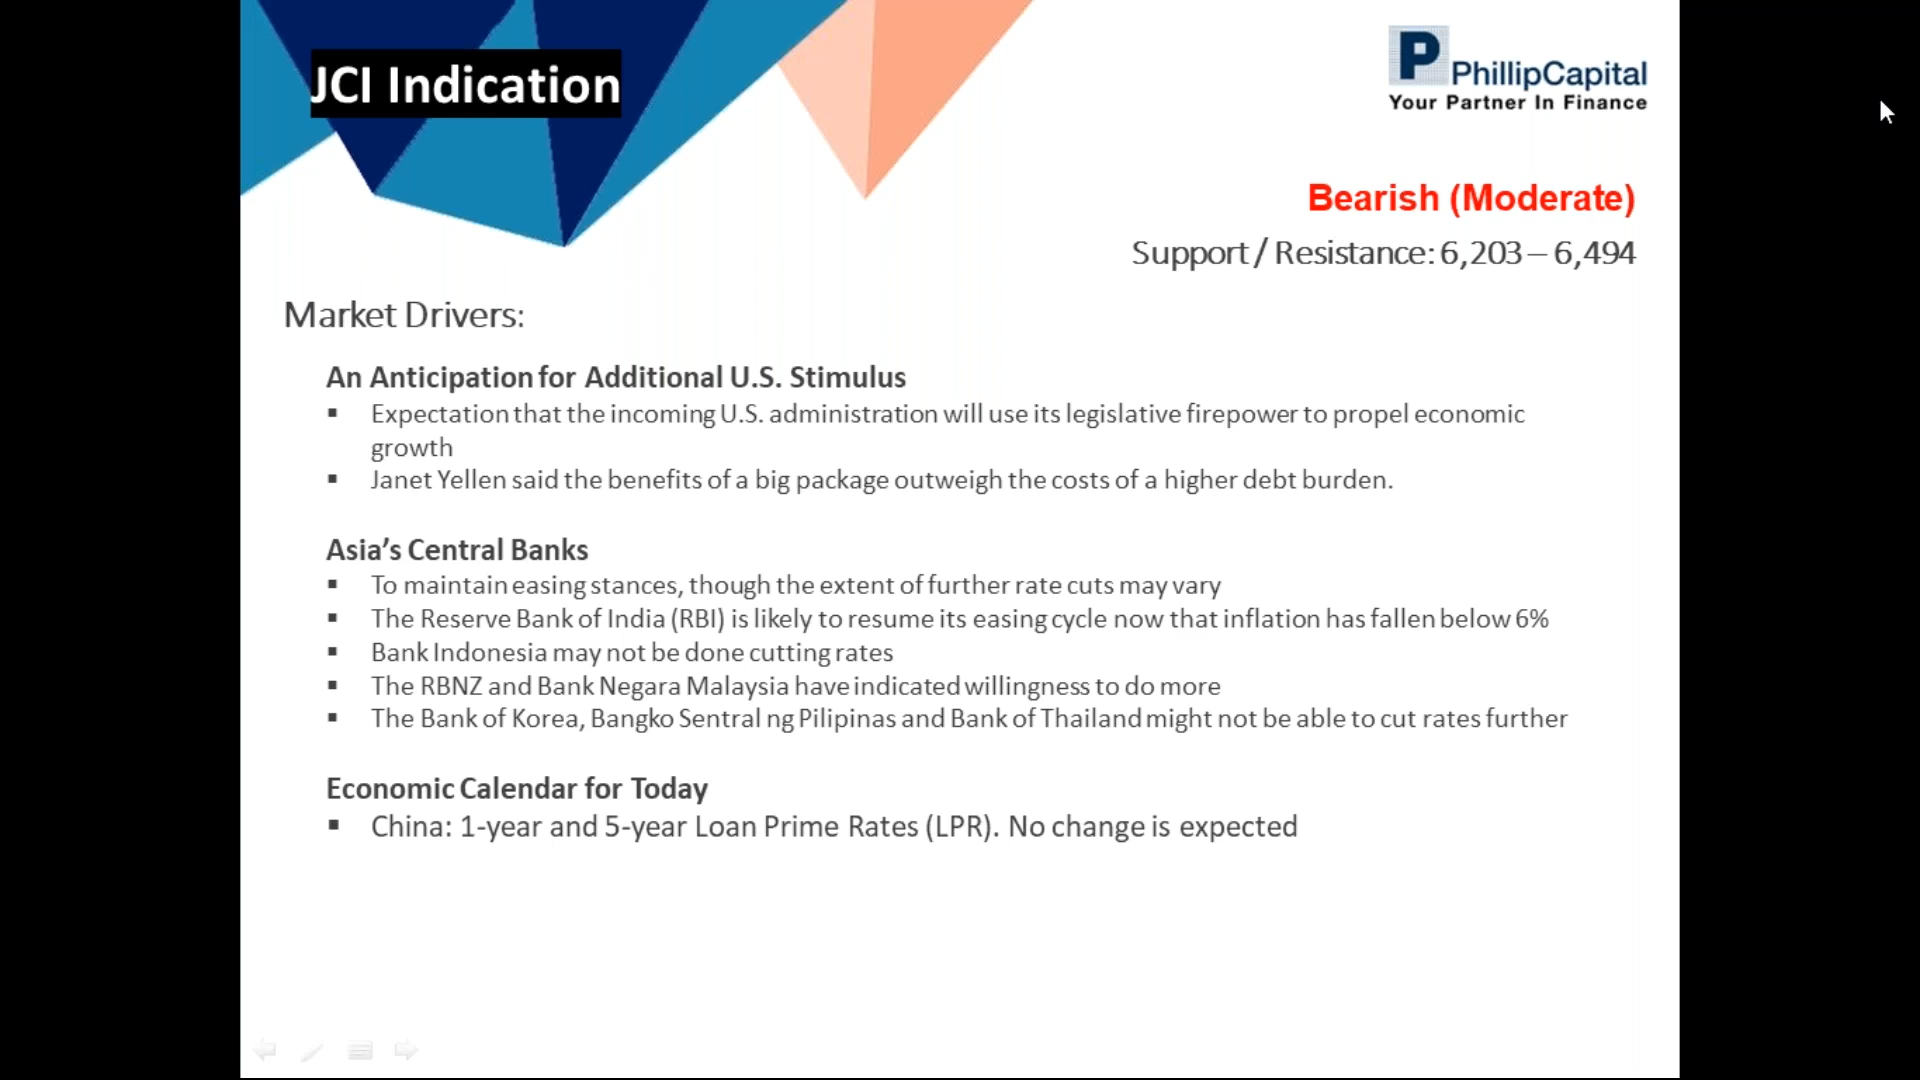 JCI Indication
P
PhillipCapital
Your Partner In Finance
Bearish (Moderate)
Support / Resistance: 6,203 – 6,494
Market Drivers:
An Anticipation for Additional U.S. Stimulus
▪ Expectation that the incoming U.S. administration will use its legislative firepower to propel economic
growth
▪ Janet Yellen said the benefits of a big package outweigh the costs of a higher debt burden.
Asia’s Central Banks
▪ To maintain easing stances, though the extent of further rate cuts may vary
▪ The Reserve Bank of India (RBI) is likely to resume its easing cycle now that inflation has fallen below 6%
▪ Bank Indonesia may not be done cutting rates
▪ The RBNZ and Bank Negara Malaysia have indicated willingness to do more
▪ The Bank of Korea, Bangko Sentral ng Pilipinas and Bank of Thailand might not be able to cut rates further
Economic Calendar for Today
▪ China: 1-year and 5-year Loan Prime Rates (LPR). No change is expected